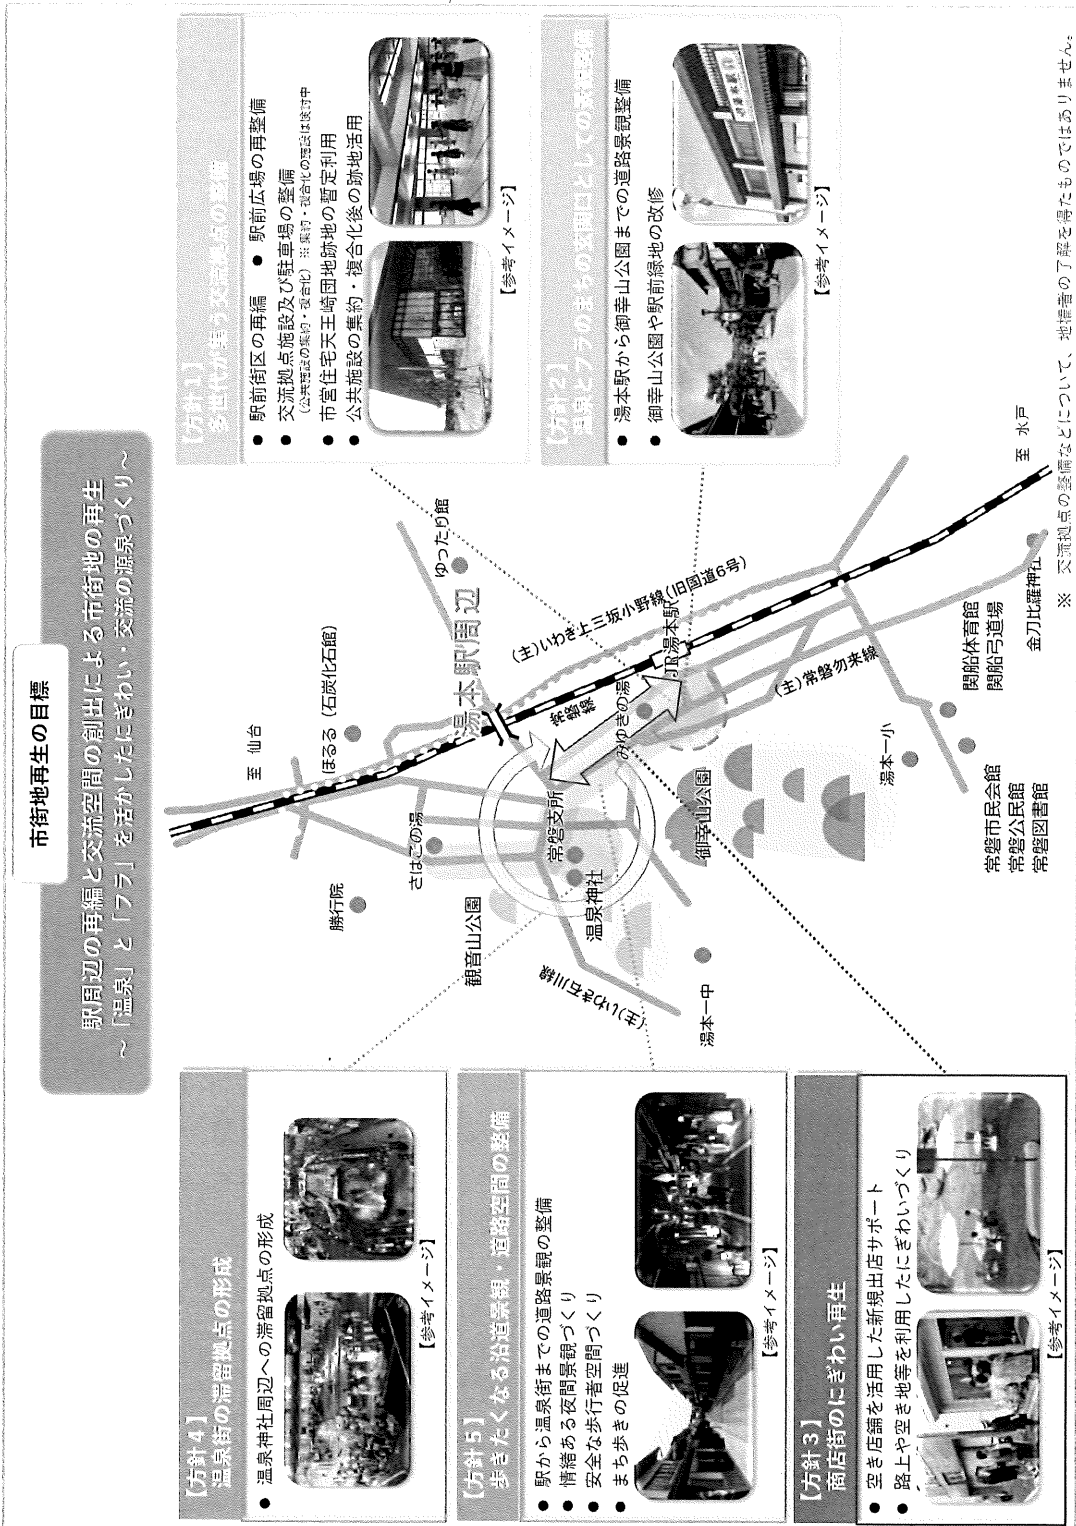 市街地再生の目標
駅周辺の再編と交流空間の創出による市街地の再生
～「温泉」と「フラ」を活かしたにぎわい・交流の源泉づくり～
【方針4】
温泉街の滞留拠点の形成
● 温泉神社周辺への滞留拠点の形成
【参考イメージ】
【方針5】
歩きたくなる沿道景観・道路空間の整備
● 駅から温泉街までの道路景観の整備
● 情緒ある夜間景観づくり
● 安全な歩行者空間づくり
● まち歩きの促進
【参考イメージ】
【方針3】
商店街のにぎわい再生
● 空き店舗を活用した新規出店サポート
● 路上や空き地等を利用したにぎわいづくり
【参考イメージ】
至 仙台
ほるる（石炭化石館）
ゆったり館
勝行院
さはこの湯
湯本駅周辺
観音山公園
常磐支所
常磐線
(主)いわき上三坂小野線(旧国道6号)
温泉神社
みゆきの湯
JR湯本駅
(主)いわき石川線
御幸山公園
(主)常磐勿来線
湯本一中
湯本一小
関船体育館
関船弓道場
常磐市民会館
常磐公民館
常磐図書館
金刀比羅神社
至 水戸
【方針1】
多世代が集う交流拠点の整備
● 駅前街区の再編　● 駅前広場の再整備
● 交流拠点施設及び駐車場の整備
（公共施設の集約・複合化）※ 集約・複合化の施設は検討中
● 市営住宅天王崎団地跡地の暫定利用
● 公共施設の集約・複合化後の跡地活用
【参考イメージ】
【方針2】
温泉とフラのまちの玄関口としての景観整備
● 湯本駅から御幸山公園までの道路景観整備
● 御幸山公園や駅前緑地の改修
【参考イメージ】
※ 交流拠点の整備などについて、地権者の了解を得たものではありません。